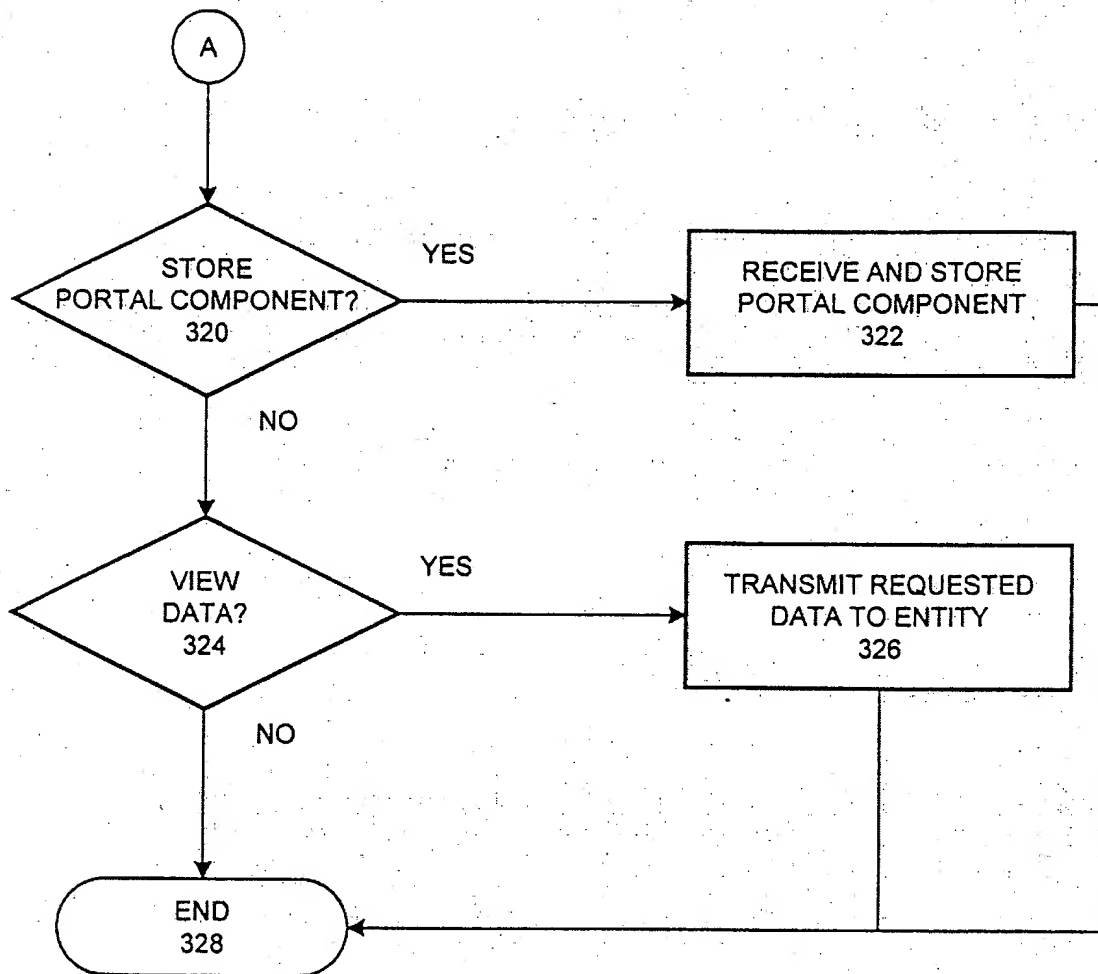 A
STORE
PORTAL COMPONENT?
320
YES
RECEIVE AND STORE
PORTAL COMPONENT
322
NO
VIEW
DATA?
324
YES
TRANSMIT REQUESTED
DATA TO ENTITY
326
NO
END
328